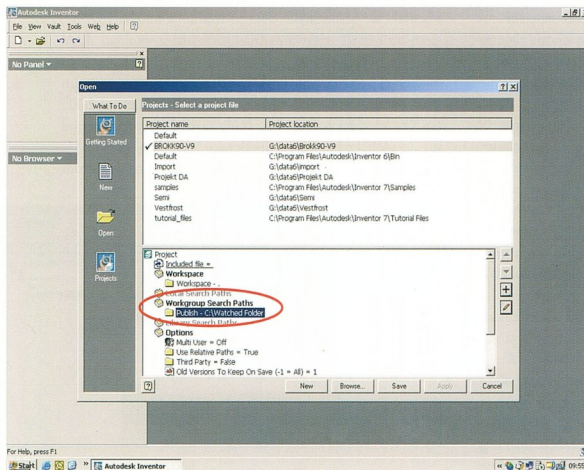 Autodesk Inventor
File View Vault Tools Web Help
No Panel
No Browser
Open
What To Do
Getting Started
New
Open
Projects
Projects - Select a project file
Project name Project location
Default
BROKK90-V9 G:\data6\Brokk90-V9
Default C:\Program Files\Autodesk\Inventor 6\Bin
Import G:\data6\import
Projekt DA G:\data6\Projekt DA
samples C:\Program Files\Autodesk\Inventor 7\Samples
Semi G:\data6\Semi
Vestfrost G:\data6\Vestfrost
tutorial_files C:\Program Files\Autodesk\Inventor 7\Tutorial Files
Project
Included file =
Workspace
Workspace - .
Local Search Paths
Workgroup Search Paths
Publish - C:\Watched Folder
Library Search Paths
Options
Multi User = Off
Use Relative Paths = True
Third Party = False
Old Versions To Keep On Save (-1 = All) = 1
New Browse... Save Apply Cancel
For Help, press F1
Start » Autodesk Inventor « 09:55